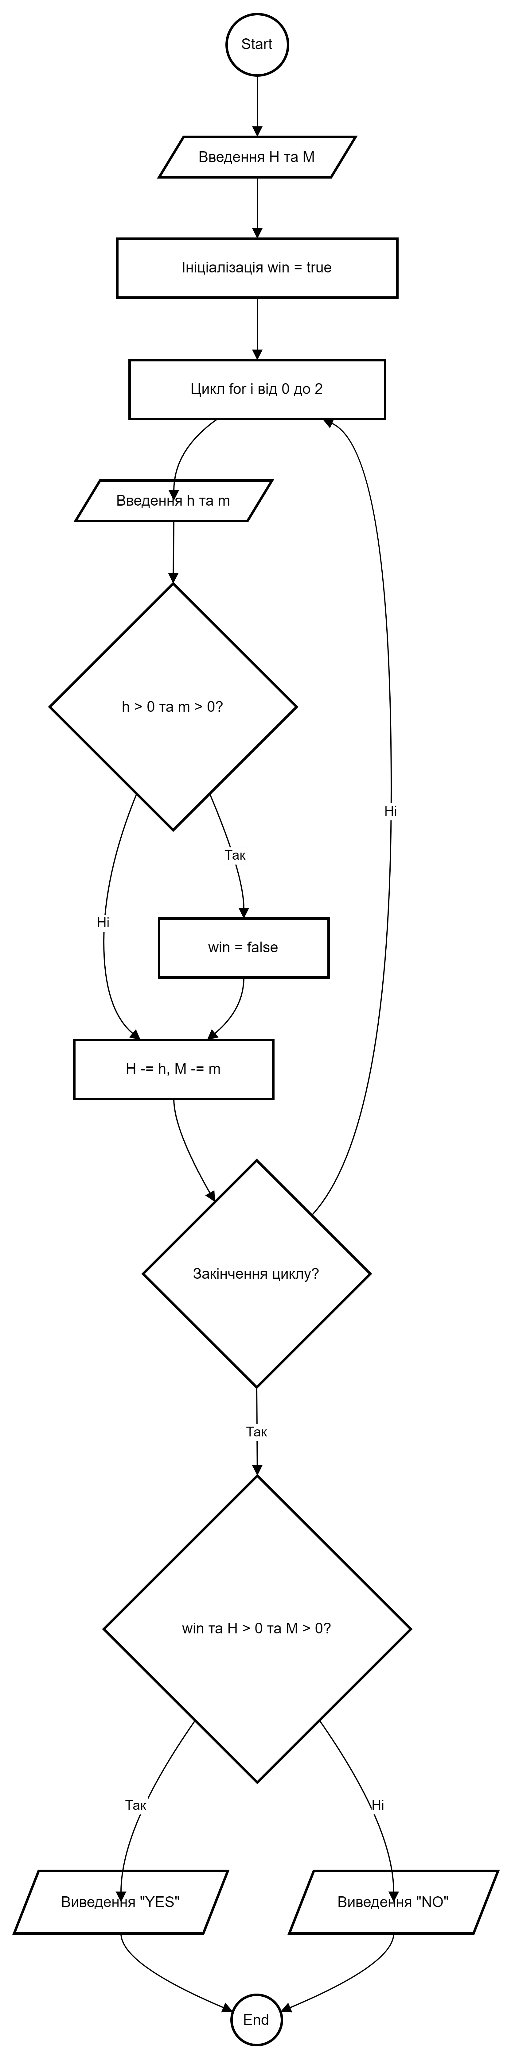 Start
Введення H та M
Ініціалізація win = true
Цикл for i від 0 до 2
Введення h та m
h > 0 та m > 0?
Ні
Так
Ні
win = false
H -= h, M -= m
Закінчення циклу?
Так
win та H > 0 та M > 0?
Так
Ні
Виведення "YES"
Виведення "NO"
End